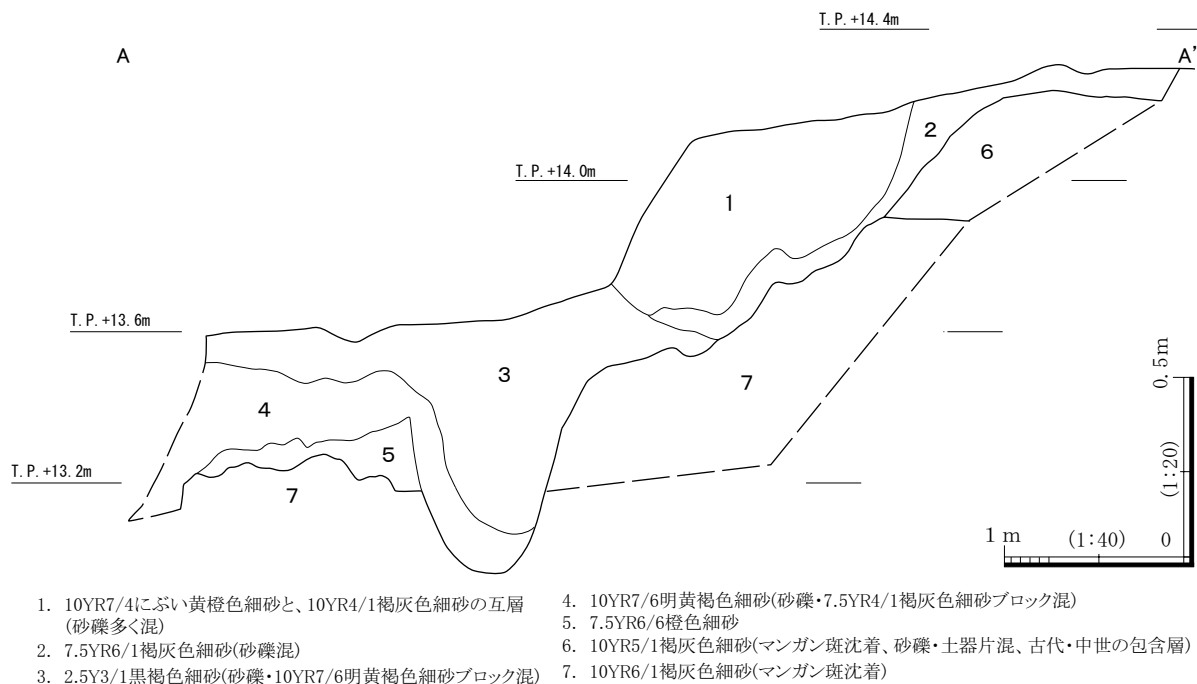 T.P.+14.4m
A
A'
2
6
T.P.+14.0m
1
T.P.+13.6m
3
7
4
5
T.P.+13.2m
7
0.5m
(1:20)
1 m (1:40) 0
1. 10YR7/4にぶい黄橙色細砂と、10YR4/1褐灰色細砂の互層
(砂礫多く混)
2. 7.5YR6/1褐灰色細砂(砂礫混)
3. 2.5Y3/1黒褐色細砂(砂礫・10YR7/6明黄褐色細砂ブロック混)
4. 10YR7/6明黄褐色細砂(砂礫・7.5YR4/1褐灰色細砂ブロック混)
5. 7.5YR6/6橙色細砂
6. 10YR5/1褐灰色細砂(マンガン斑沈着、砂礫・土器片混、古代・中世の包含層)
7. 10YR6/1褐灰色細砂(マンガン斑沈着)